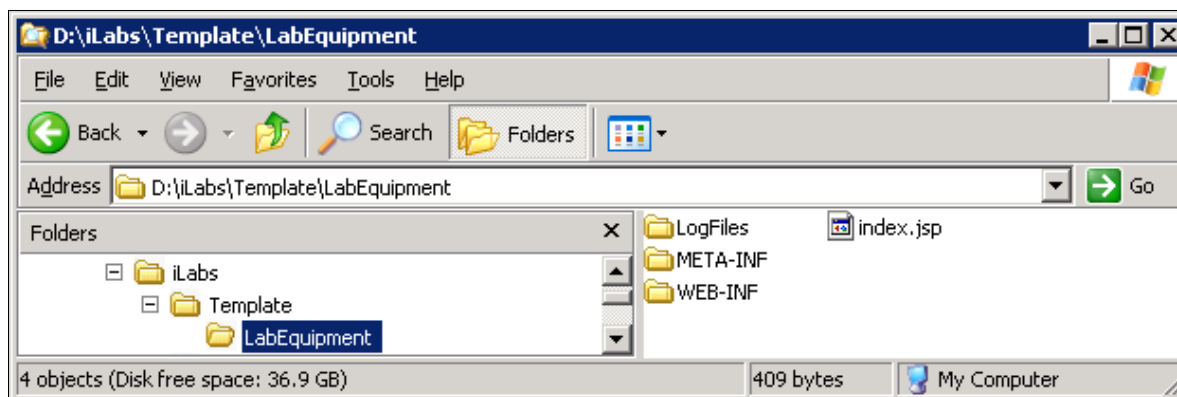 D:\iLabs\Template\LabEquipment
File Edit View Favorites Tools Help
Back Search Folders
Address D:\iLabs\Template\LabEquipment Go
Folders
iLabs
Template
LabEquipment
LogFiles index.jsp
META-INF
WEB-INF
4 objects (Disk free space: 36.9 GB) 409 bytes My Computer